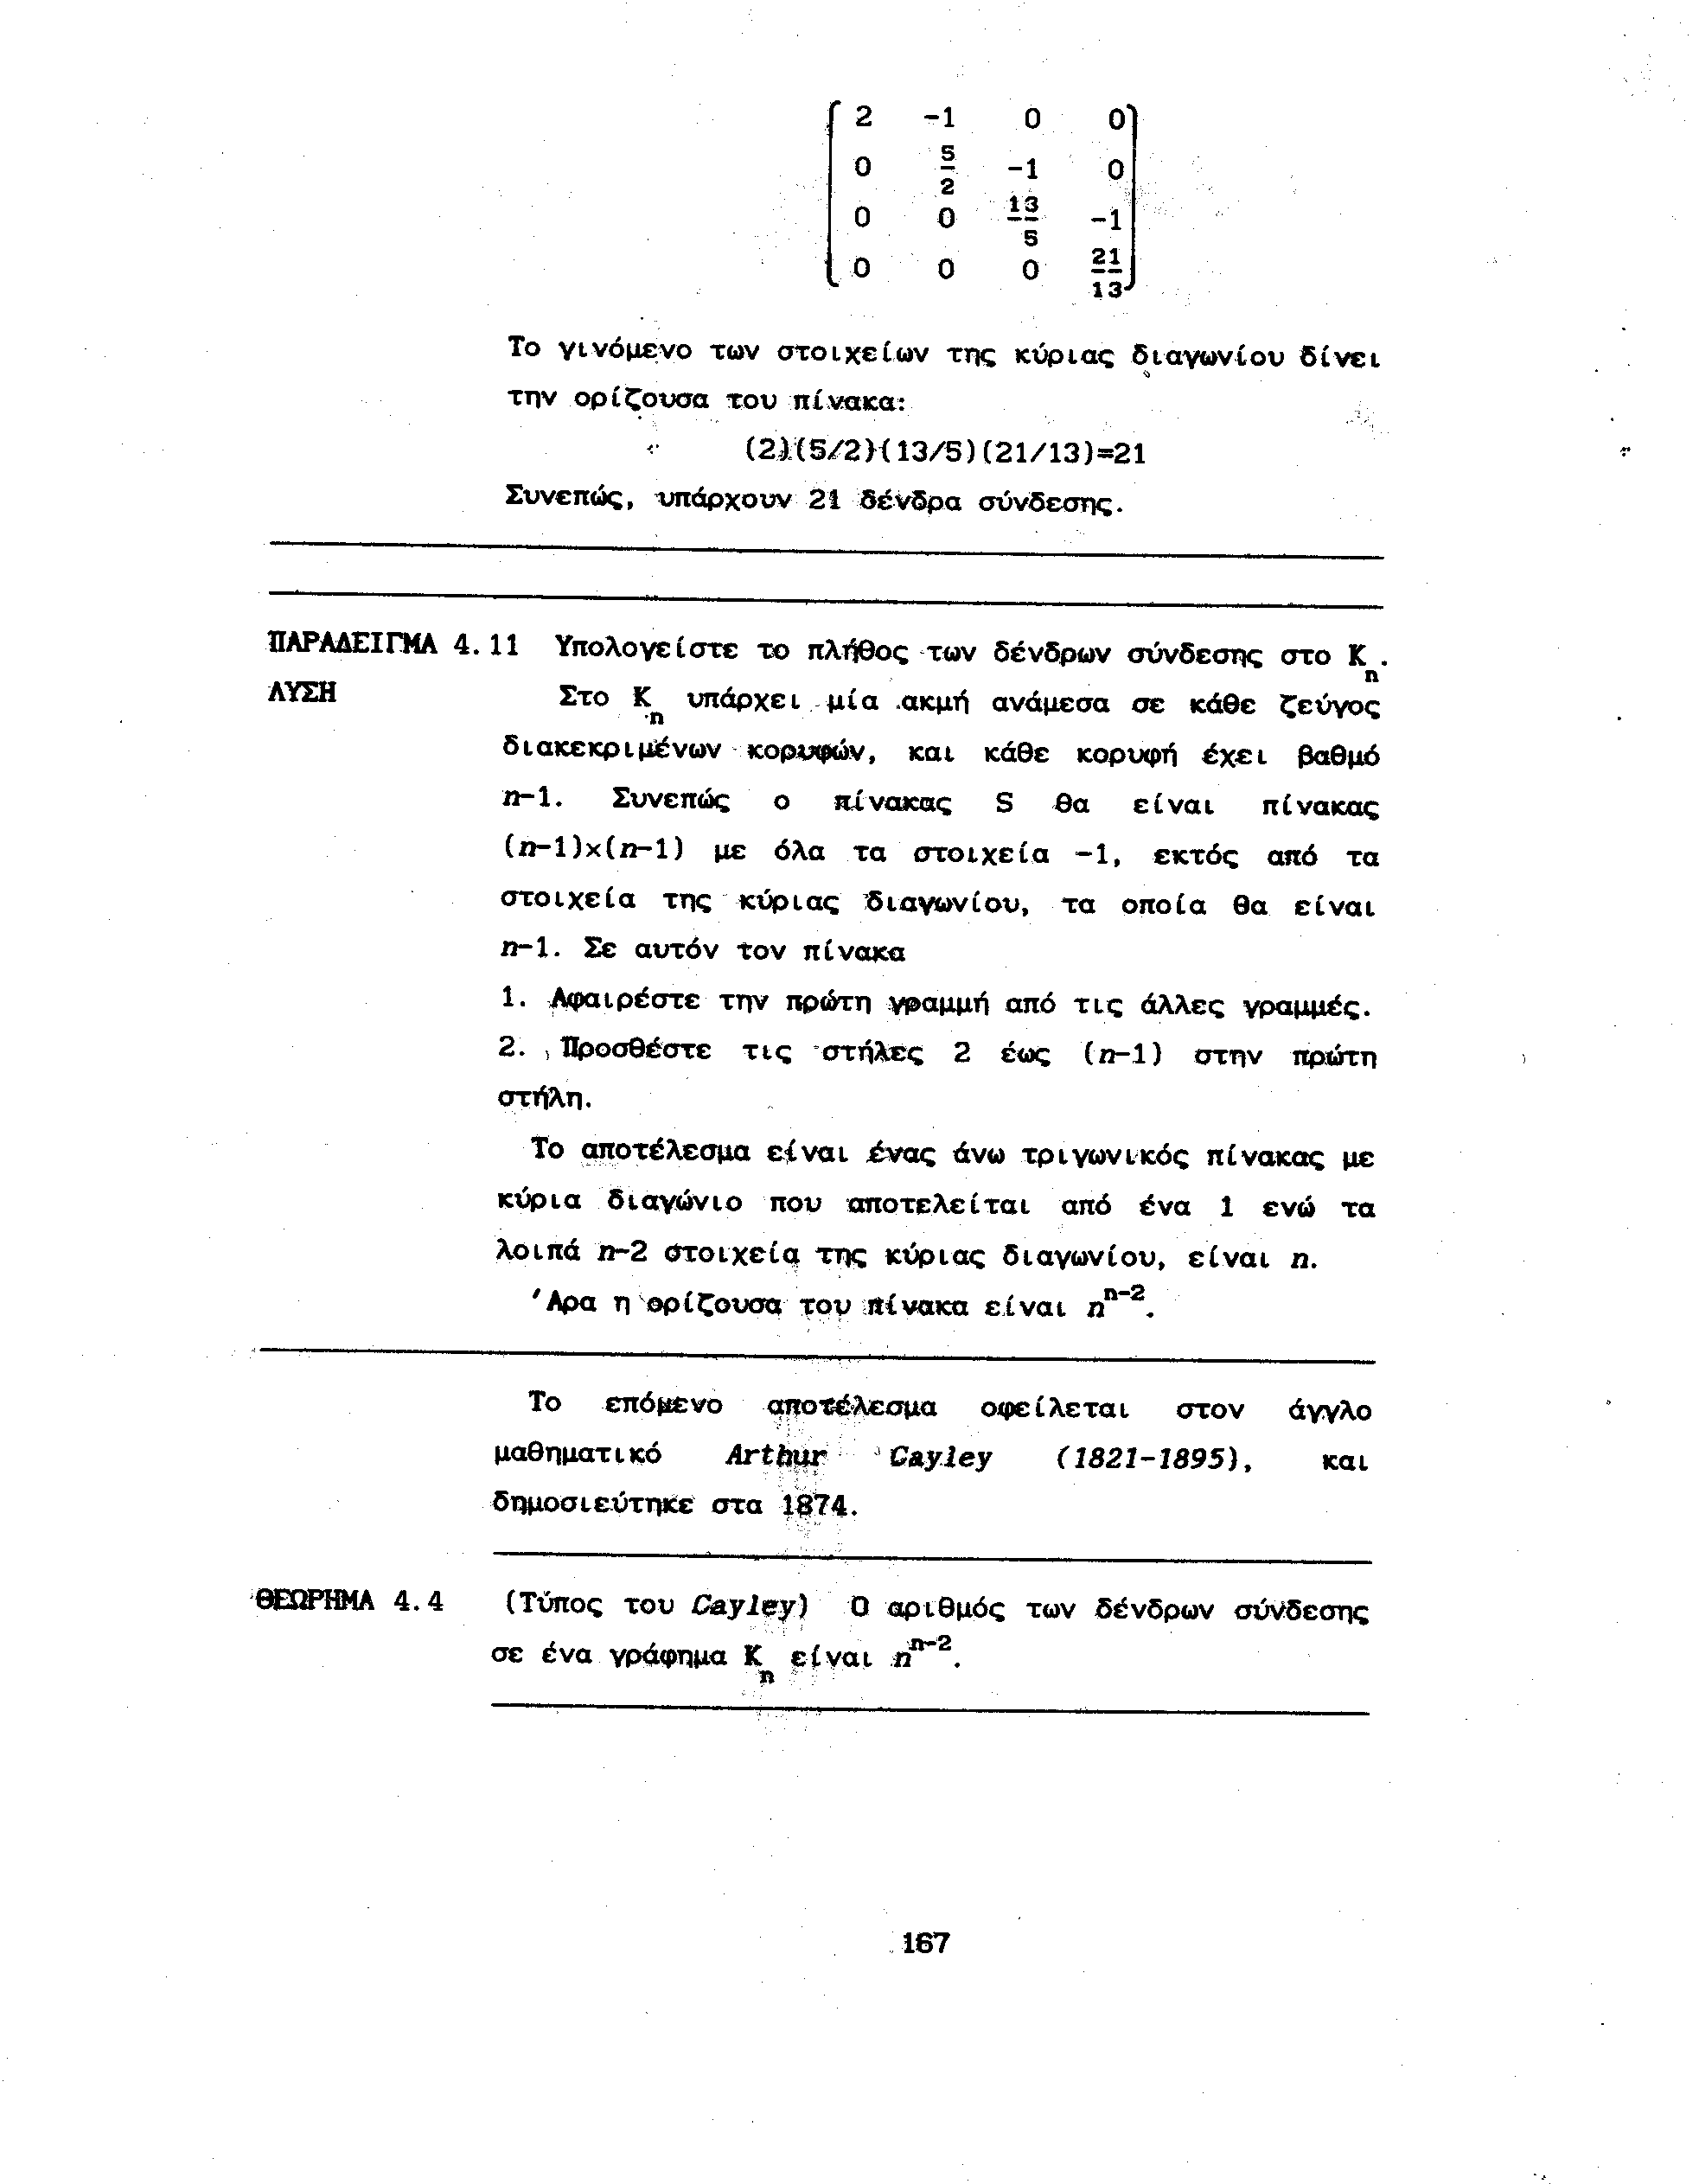 2 -1 0 0
0 5/2 -1 0
0 0 13/5 -1
0 0 0 21/13
Το γινόμενο των στοιχείων της κύριας διαγωνίου δίνει
την ορίζουσα του πίνακα:
(2)(5/2)(13/5)(21/13)=21
Συνεπώς, υπάρχουν 21 δένδρα σύνδεσης.
ΠΑΡΑΔΕΙΓΜΑ 4.11 Υπολογείστε το πλήθος των δένδρων σύνδεσης στο K_n.
ΛΥΣΗ Στο K_n υπάρχει μία ακμή ανάμεσα σε κάθε ζεύγος
διακεκριμένων κορυφών, και κάθε κορυφή έχει βαθμό
n-1. Συνεπώς ο πίνακας S θα είναι πίνακας
(n-1)x(n-1) με όλα τα στοιχεία -1, εκτός από τα
στοιχεία της κύριας διαγωνίου, τα οποία θα είναι
n-1. Σε αυτόν τον πίνακα
1. Αφαιρέστε την πρώτη γραμμή από τις άλλες γραμμές.
2. Προσθέστε τις στήλες 2 έως (n-1) στην πρώτη
στήλη.
Το αποτέλεσμα είναι ένας άνω τριγωνικός πίνακας με
κύρια διαγώνιο που αποτελείται από ένα 1 ενώ τα
λοιπά n-2 στοιχεία της κύριας διαγωνίου, είναι n.
'Αρα η ορίζουσα του πίνακα είναι n^{n-2}.
Το επόμενο αποτέλεσμα οφείλεται στον άγγλο
μαθηματικό Arthur Cayley (1821-1895), και
δημοσιεύτηκε στα 1874.
ΘΕΩΡΗΜΑ 4.4 (Τύπος του Cayley) Ο αριθμός των δένδρων σύνδεσης
σε ένα γράφημα K_n είναι n^{n-2}.
167